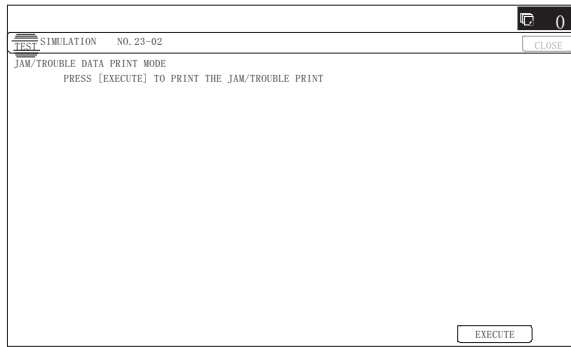 0
TEST SIMULATION NO. 23-02 CLOSE
JAM/TROUBLE DATA PRINT MODE
PRESS [EXECUTE] TO PRINT THE JAM/TROUBLE PRINT
EXECUTE